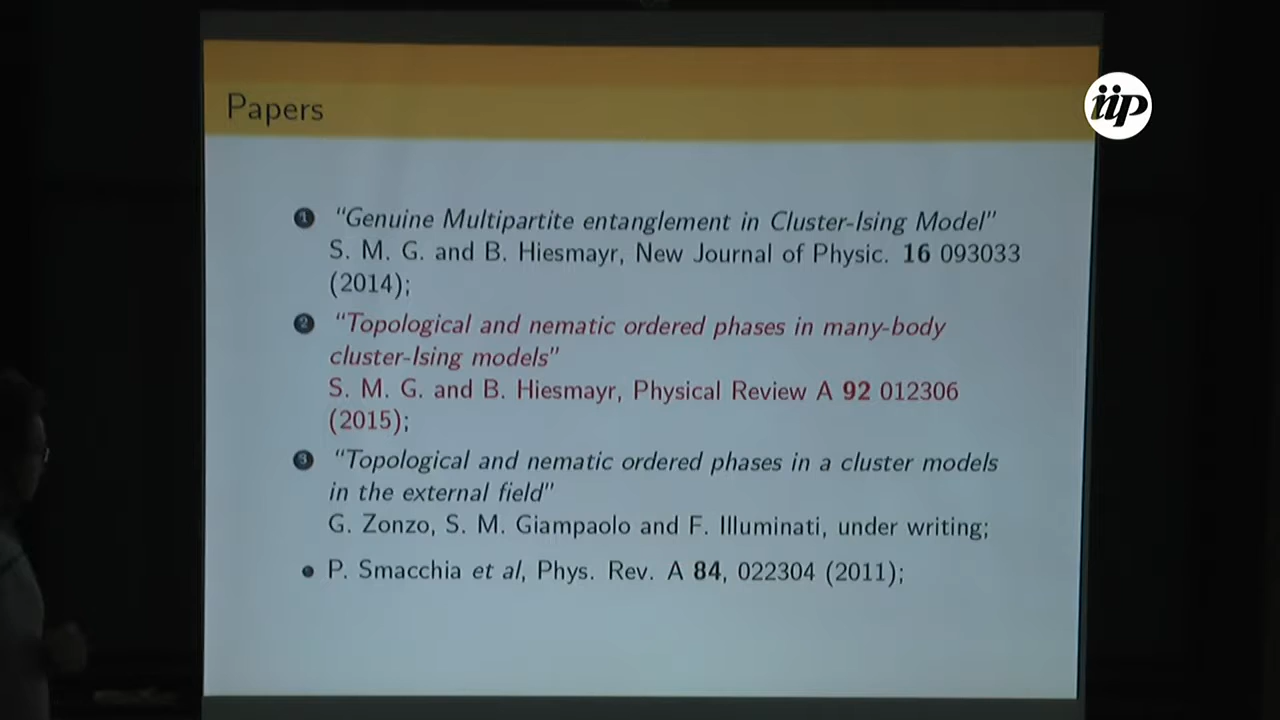 iip
Papers
1 "Genuine Multipartite entanglement in Cluster-Ising Model"
S. M. G. and B. Hiesmayr, New Journal of Physic. 16 093033
(2014);
2 "Topological and nematic ordered phases in many-body
cluster-Ising models"
S. M. G. and B. Hiesmayr, Physical Review A 92 012306
(2015);
3 "Topological and nematic ordered phases in a cluster models
in the external field"
G. Zonzo, S. M. Giampaolo and F. Illuminati, under writing;
• P. Smacchia et al, Phys. Rev. A 84, 022304 (2011);